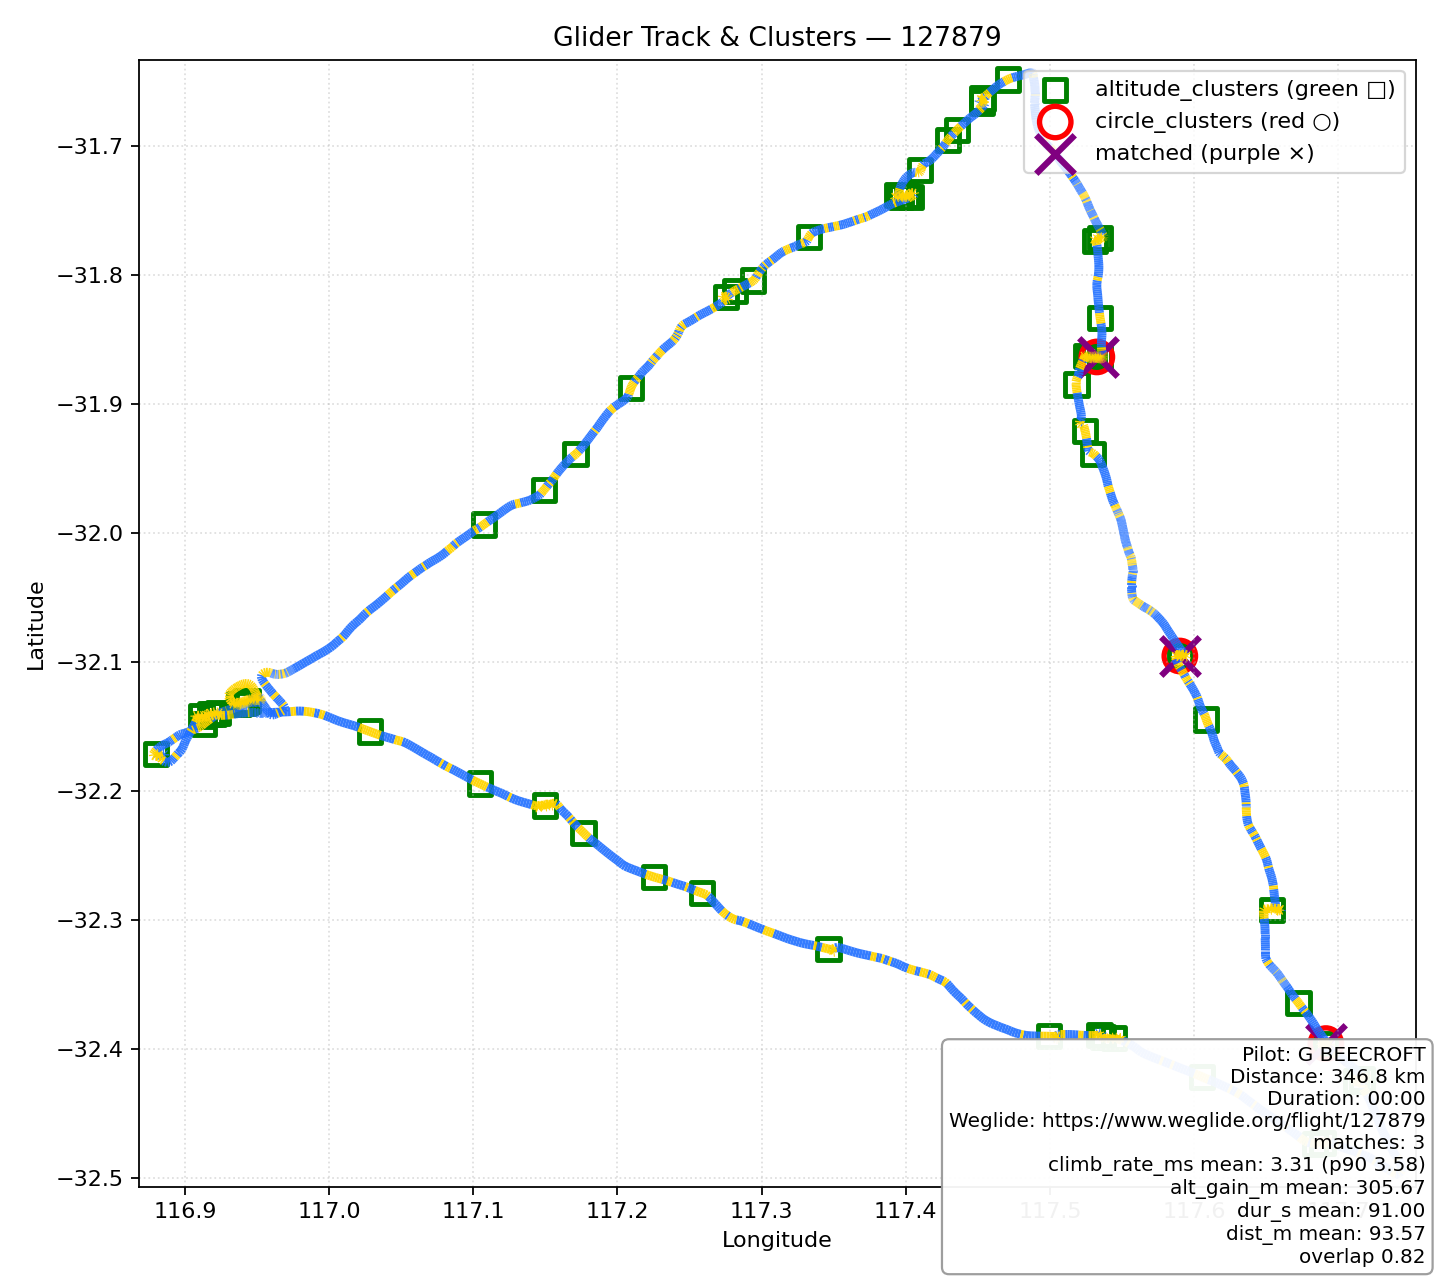 Glider Track & Clusters — 127879
altitude_clusters (green □)
circle_clusters (red ○)
matched (purple ×)
Latitude
−31.7
−31.8
−31.9
−32.0
−32.1
−32.2
−32.3
−32.4
−32.5
116.9
117.0
117.1
117.2
117.3
117.4
117.5
117.6
Longitude
Pilot: G BEECROFT
Distance: 346.8 km
Duration: 00:00
Weglide: https://www.weglide.org/flight/127879
matches: 3
climb_rate_ms mean: 3.31 (p90 3.58)
alt_gain_m mean: 305.67
dur_s mean: 91.00
dist_m mean: 93.57
overlap 0.82